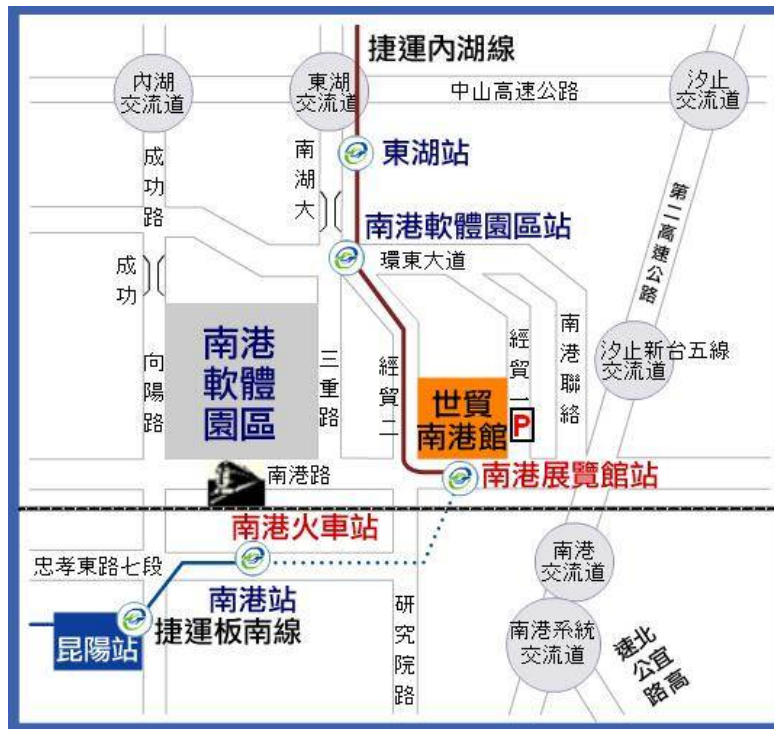 捷運內湖線
內湖
交流道
東湖
交流道
中山高速公路
汐止
交流道
東湖站
成功路
南湖大
第二高速公路
南港軟體園區站
環東大道
成功
南港
軟體
園區
向陽路
三重路
經貿二
世貿
南港館
經貿一
P
南港聯絡
汐止新台五線
交流道
南港路
南港展覽館站
南港火車站
忠孝東路七段
南港站
捷運板南線
昆陽站
研究院路
南港
交流道
南港系統
交流道
北宜高
速公路